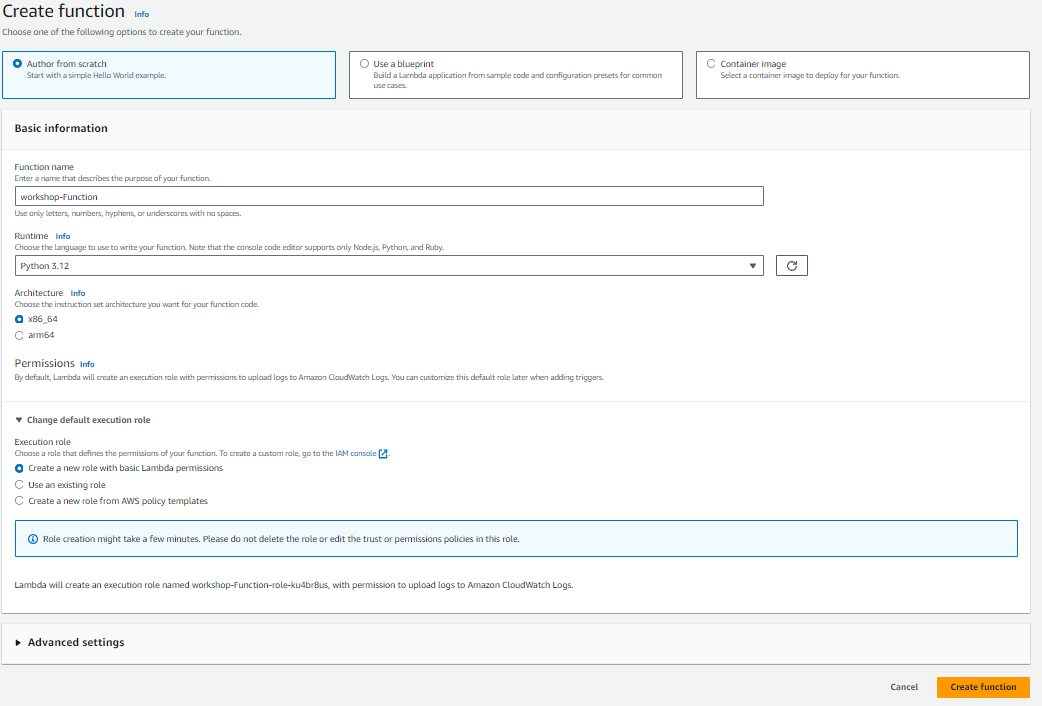 Create function Info
Choose one of the following options to create your function.
Author from scratch
Start with a simple Hello World example.
Use a blueprint
Build a Lambda application from sample code and configuration presets for common
use cases.
Container image
Select a container image to deploy for your function.
Basic information
Function name
Enter a name that describes the purpose of your function.
workshop-Function
Use only letters, numbers, hyphens, or underscores with no spaces.
Runtime Info
Choose the language to use to write your function. Note that the console code editor supports only Node.js, Python, and Ruby.
Python 3.12
Architecture Info
Choose the instruction set architecture you want for your function code.
x86_64
arm64
Permissions Info
By default, Lambda will create an execution role with permissions to upload logs to Amazon CloudWatch Logs. You can customize this default role later when adding triggers.
Change default execution role
Execution role
Choose a role that defines the permissions of your function. To create a custom role, go to the IAM console.
Create a new role with basic Lambda permissions
Use an existing role
Create a new role from AWS policy templates
Role creation might take a few minutes. Please do not delete the role or edit the trust or permissions policies in this role.
Lambda will create an execution role named workshop-Function-role-ku4br8us, with permission to upload logs to Amazon CloudWatch Logs.
Advanced settings
Cancel
Create function